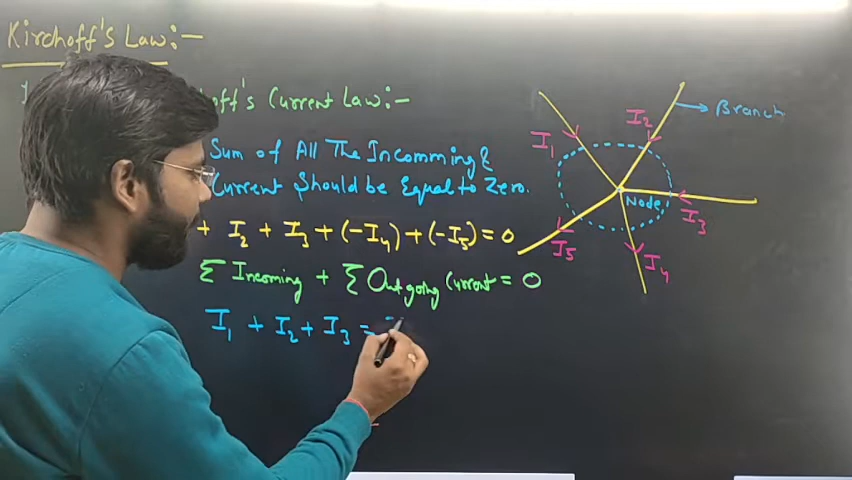 Kirchoff's Law:-
hoff's Current Law:-
Sum of All The Incomming &
Current Should be Equal to Zero.
+ I2 + I3 + (-I4) + (-I5) = 0
Σ Incoming + Σ Outgoing Current = 0
I1 + I2 + I3 =
I1
I2
Branch
Node
I3
I5
I4